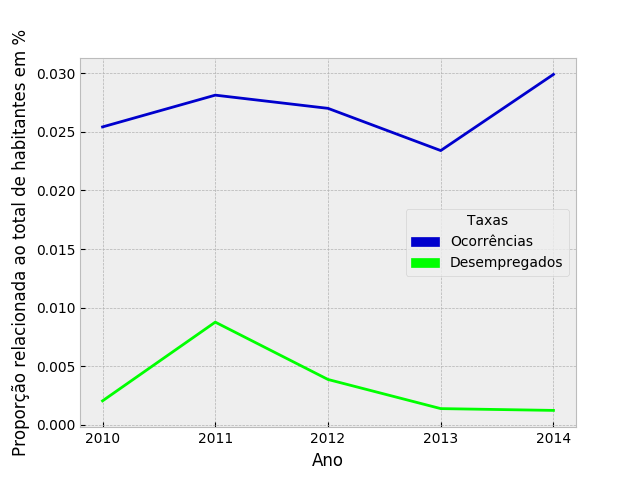 Proporção relacionada ao total de habitantes em %
0.030
0.025
0.020
0.015
0.010
0.005
0.000
Taxas
Ocorrências
Desempregados
2010 2011 2012 2013 2014
Ano